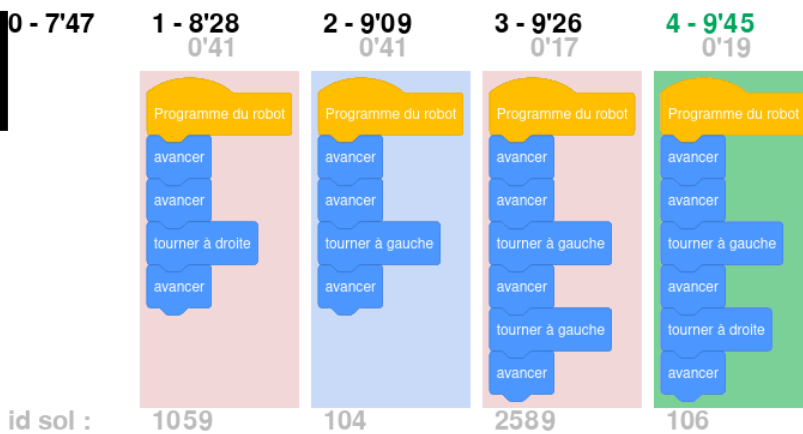 0 - 7'47
1 - 8'28
0'41
2 - 9'09
0'41
3 - 9'26
0'17
4 - 9'45
0'19
Programme du robot
avancer
avancer
tourner à droite
avancer
Programme du robot
avancer
avancer
tourner à gauche
avancer
Programme du robot
avancer
avancer
tourner à gauche
avancer
tourner à gauche
avancer
Programme du robot
avancer
avancer
tourner à gauche
avancer
tourner à droite
avancer
id sol :
1059
104
2589
106